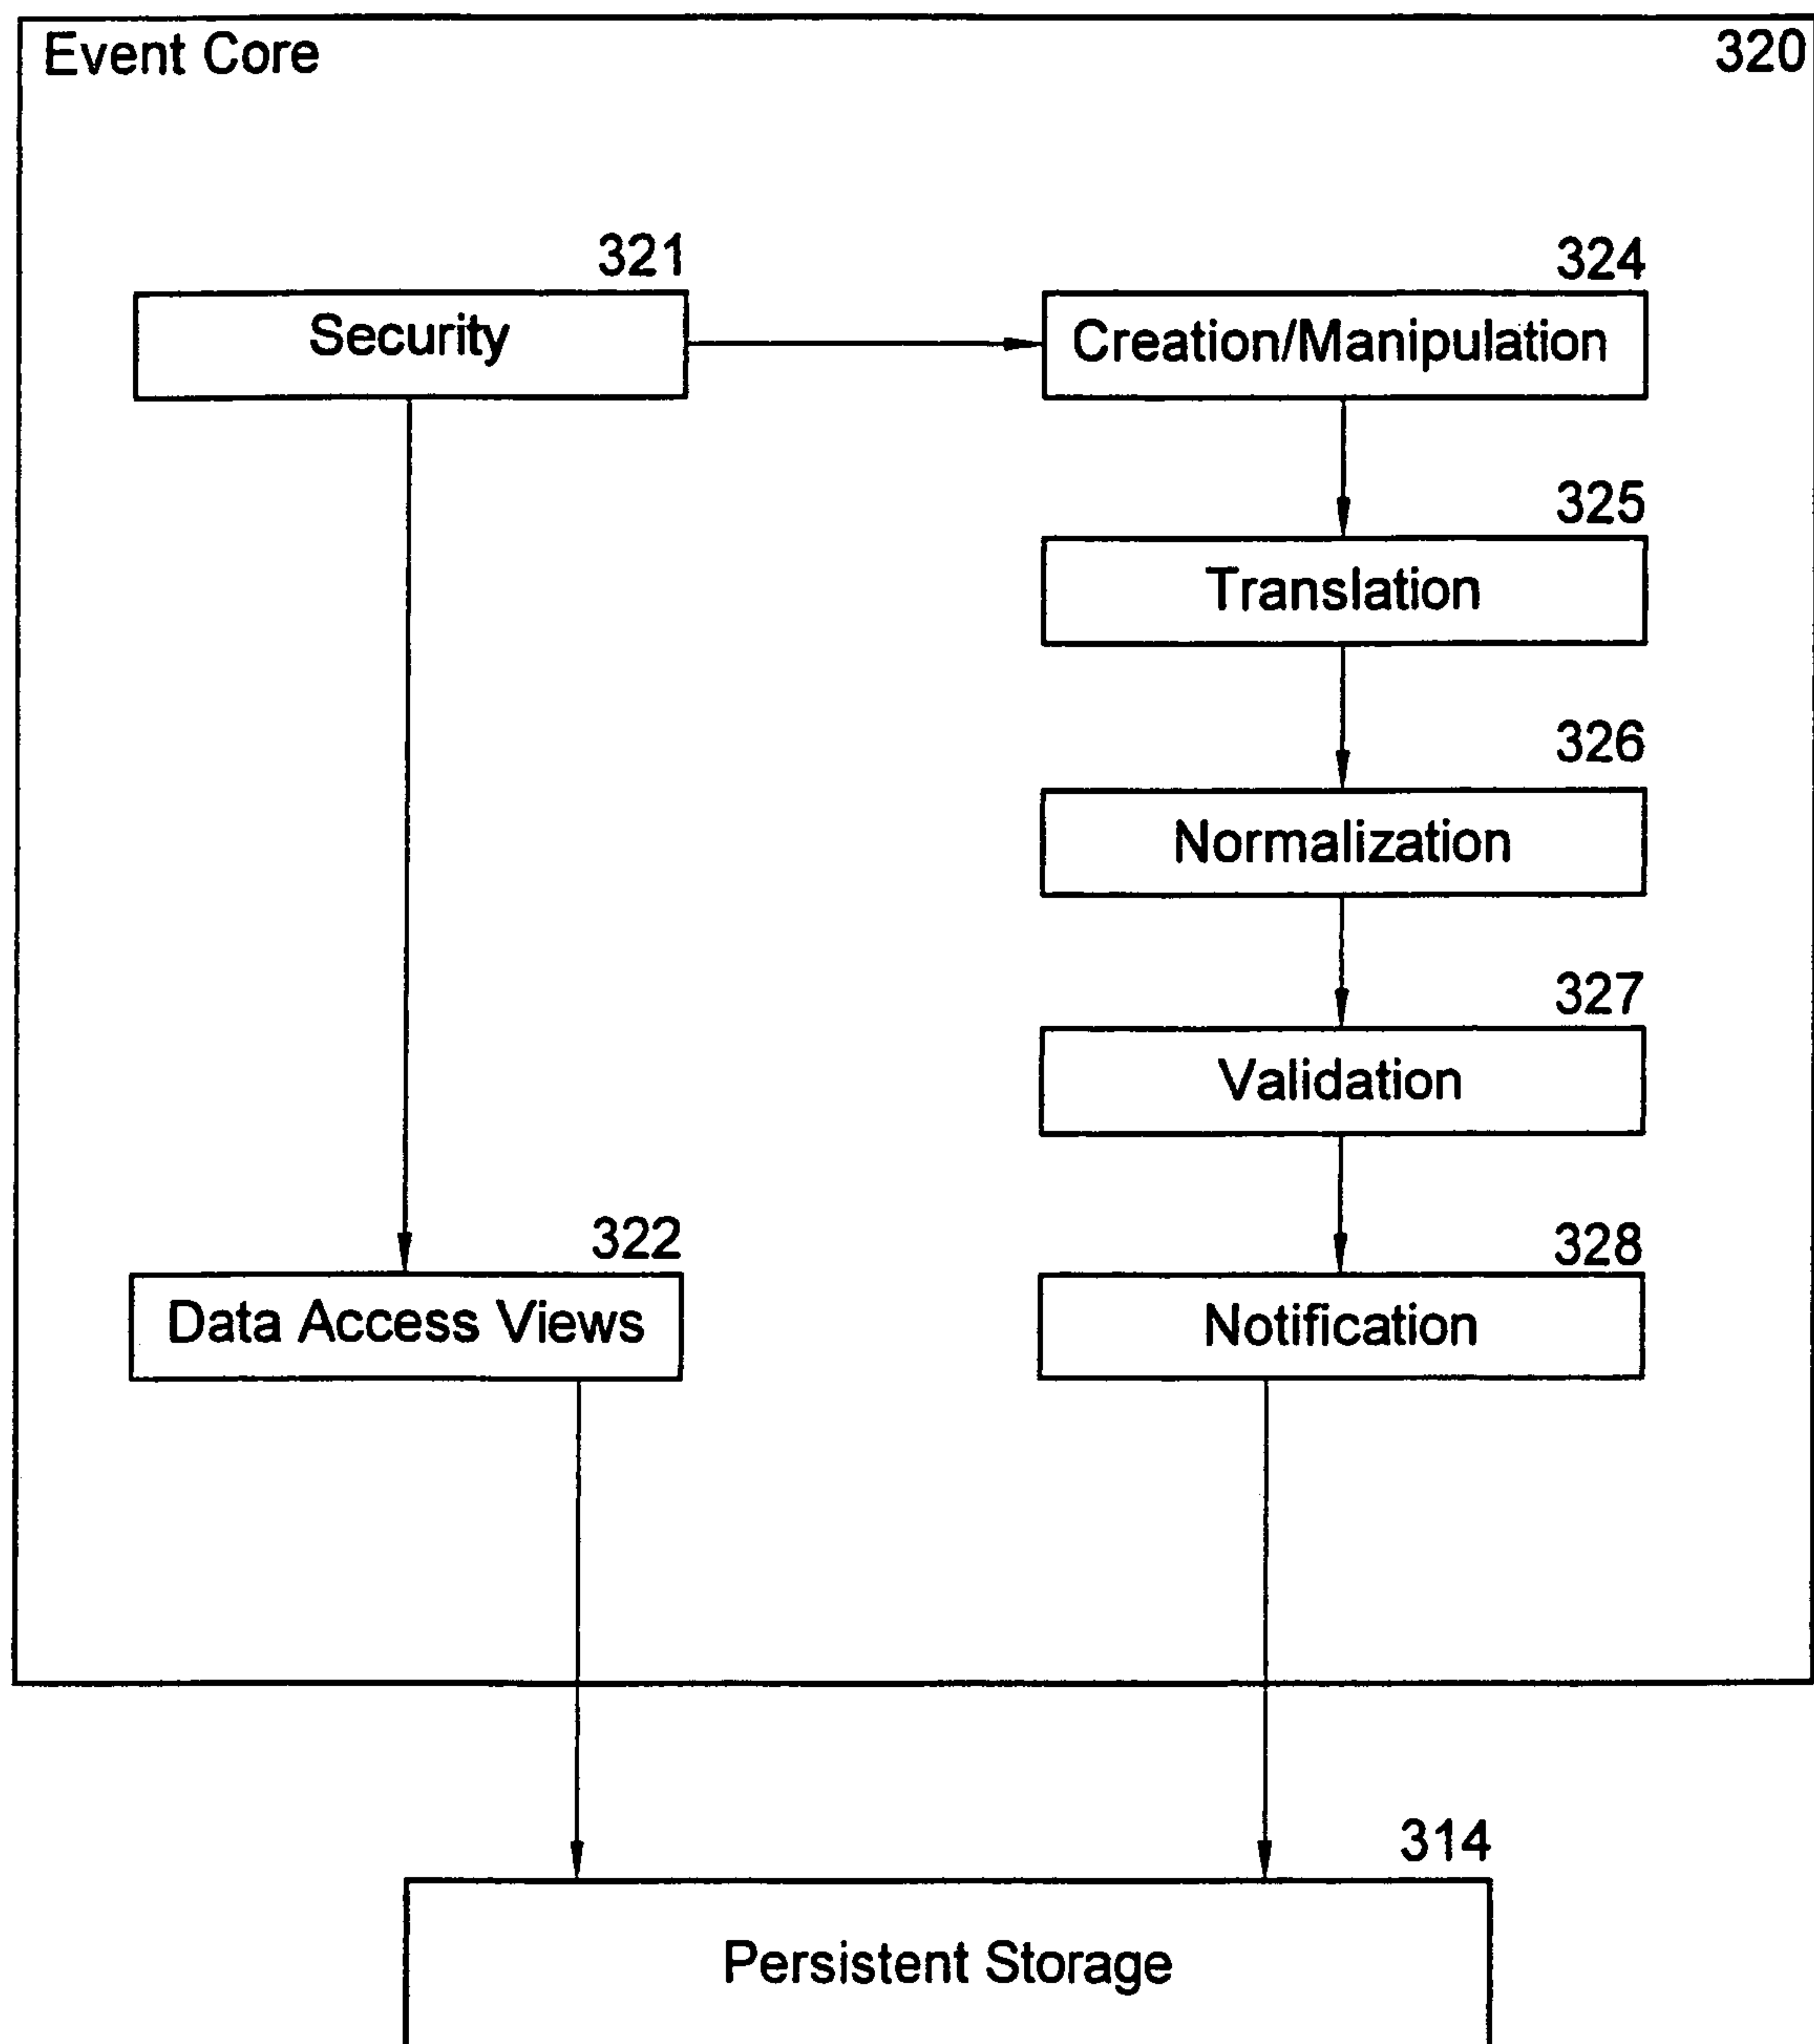 Event Core 320
321 324
Security Creation/Manipulation
325
Translation
326
Normalization
327
Validation
322 328
Data Access Views Notification
314
Persistent Storage